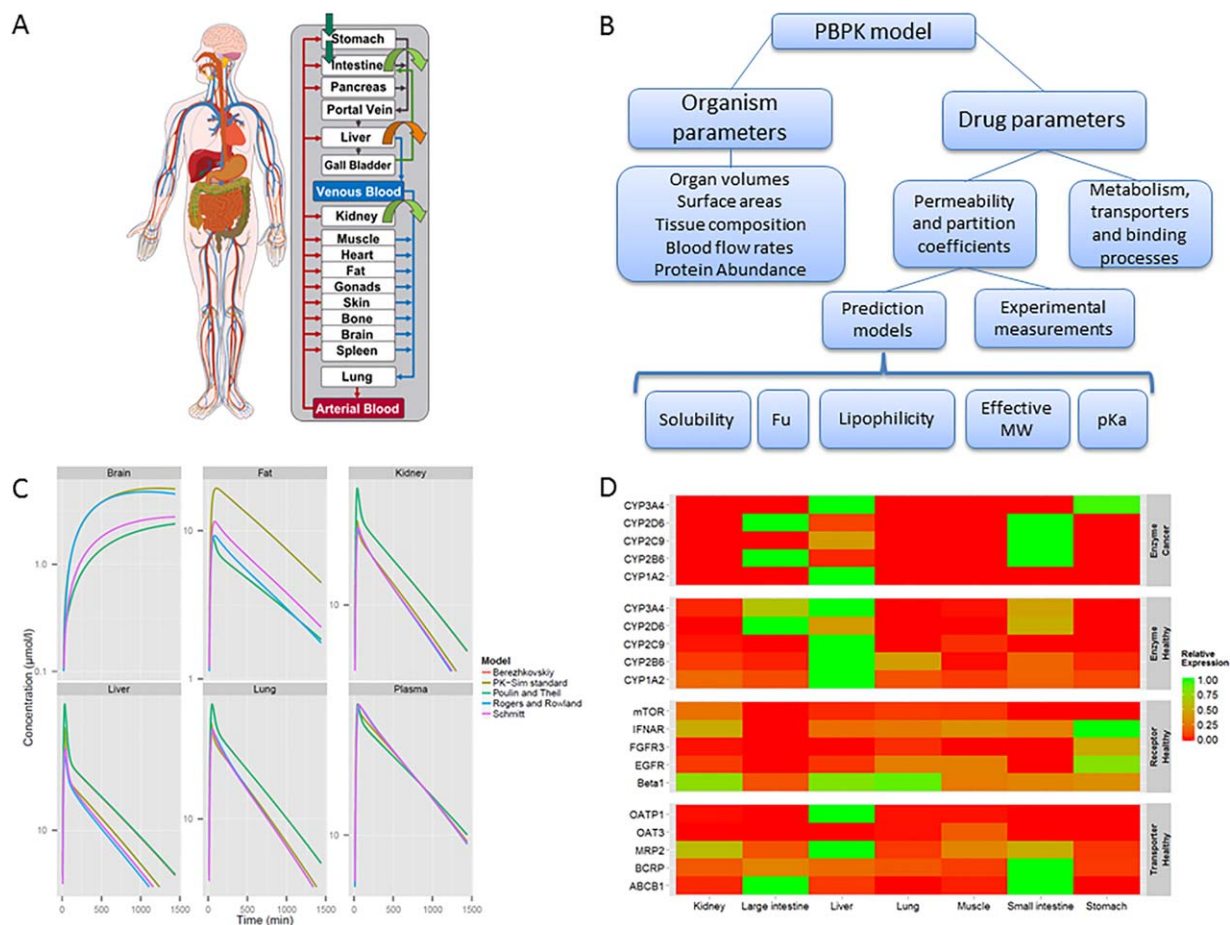 A
Stomach
Intestine
Pancreas
Portal Vein
Liver
Gall Bladder
Venous Blood
Kidney
Muscle
Heart
Fat
Gonads
Skin
Bone
Brain
Spleen
Lung
Arterial Blood
B
PBPK model
Organism
parameters
Drug parameters
Organ volumes
Surface areas
Tissue composition
Blood flow rates
Protein Abundance
Permeability
and partition
coefficients
Metabolism,
transporters
and binding
processes
Prediction
models
Experimental
measurements
Solubility
Fu
Lipophilicity
Effective
MW
pKa
C
Brain
Fat
Kidney
1.0
0.1
10
1
10
Liver
Lung
Plasma
10
10
10
Concentration (µmol/l)
0 500 1000 1500
0 500 1000 1500
0 500 1000 1500
Time (min)
Model
Berezhkovskiy
PK-Sim standard
Poulin and Theil
Rogers and Rowland
Schmitt
D
CYP3A4
CYP2D6
CYP2C9
CYP2B6
CYP1A2
Enzyme
Cancer
CYP3A4
CYP2D6
CYP2C9
CYP2B6
CYP1A2
Enzyme
Healthy
mTOR
IFNAR
FGFR3
EGFR
Beta1
Receptor
Healthy
OATP1
OAT3
MRP2
BCRP
ABCB1
Transporter
Healthy
Kidney Large intestine Liver Lung Muscle Small intestine Stomach
Relative
Expression
1.00
0.75
0.50
0.25
0.00